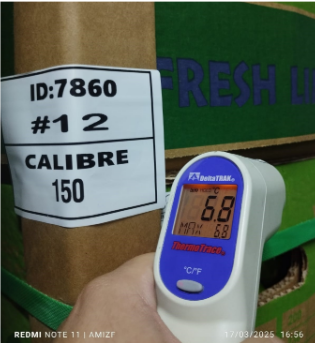 ID:7860
#12
CALIBRE
150
FRESH LI
DeltaTRAK
°C
6.8
MAX 6.8
ThermoTrace
°C/°F
REDMI NOTE 11 | AMIZF
17/03/2025 16:56